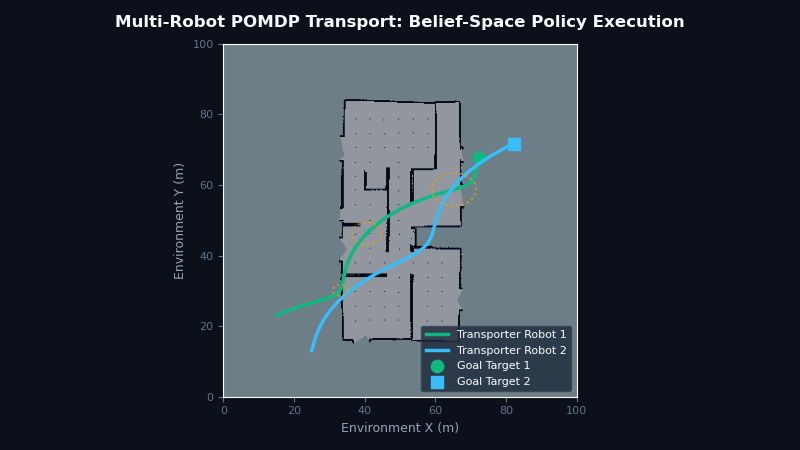 Multi-Robot POMDP Transport: Belief-Space Policy Execution
100
80
60
40
20
0
Environment Y (m)
0 20 40 60 80 100
Environment X (m)
Transporter Robot 1
Transporter Robot 2
Goal Target 1
Goal Target 2